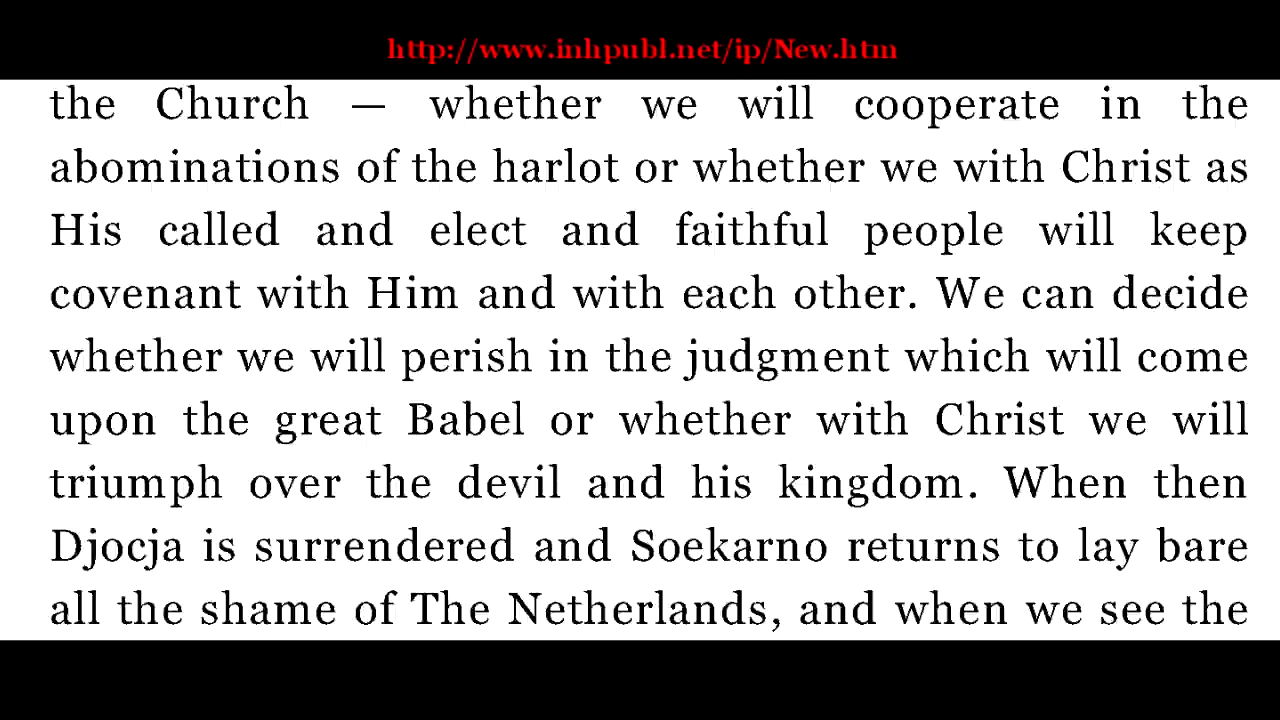 http://www.inhpubl.net/ip/New.htm
the Church — whether we will cooperate in the
abominations of the harlot or whether we with Christ as
His called and elect and faithful people will keep
covenant with Him and with each other. We can decide
whether we will perish in the judgment which will come
upon the great Babel or whether with Christ we will
triumph over the devil and his kingdom. When then
Djocja is surrendered and Soekarno returns to lay bare
all the shame of The Netherlands, and when we see the